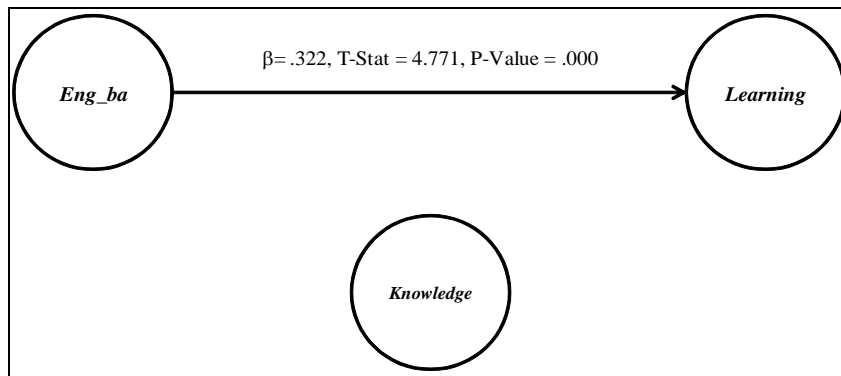 β= .322, T-Stat = 4.771, P-Value = .000
Eng_ba
Learning
Knowledge